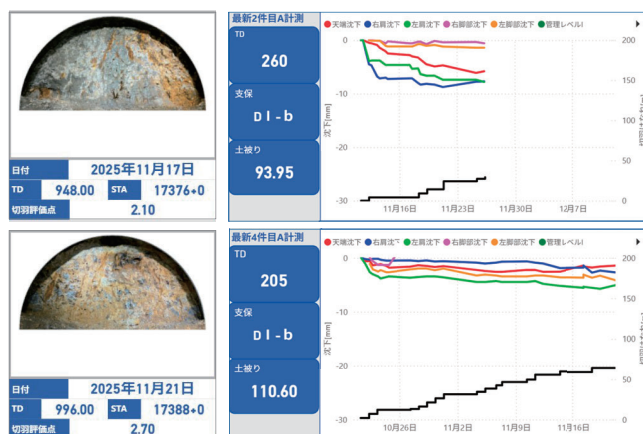 日付 2025年11月17日
TD 948.00 STA 17376+0
切羽評価点 2.10
最新2件目A計測
TD
260
支保
DⅠ-b
土被り
93.95
天端沈下 右肩沈下 左肩沈下 右脚部沈下 左脚部沈下 管理レベルI
沈下[mm]
0
-10
-20
-30
200
150
100
50
0
11月16日 11月23日 11月30日 12月7日
日付 2025年11月21日
TD 996.00 STA 17388+0
切羽評価点 2.70
最新4件目A計測
TD
205
支保
DⅠ-b
土被り
110.60
天端沈下 右肩沈下 左肩沈下 右脚部沈下 左脚部沈下 管理レベルI
沈下[mm]
0
-10
-20
-30
200
150
100
50
0
10月26日 11月2日 11月9日 11月16日